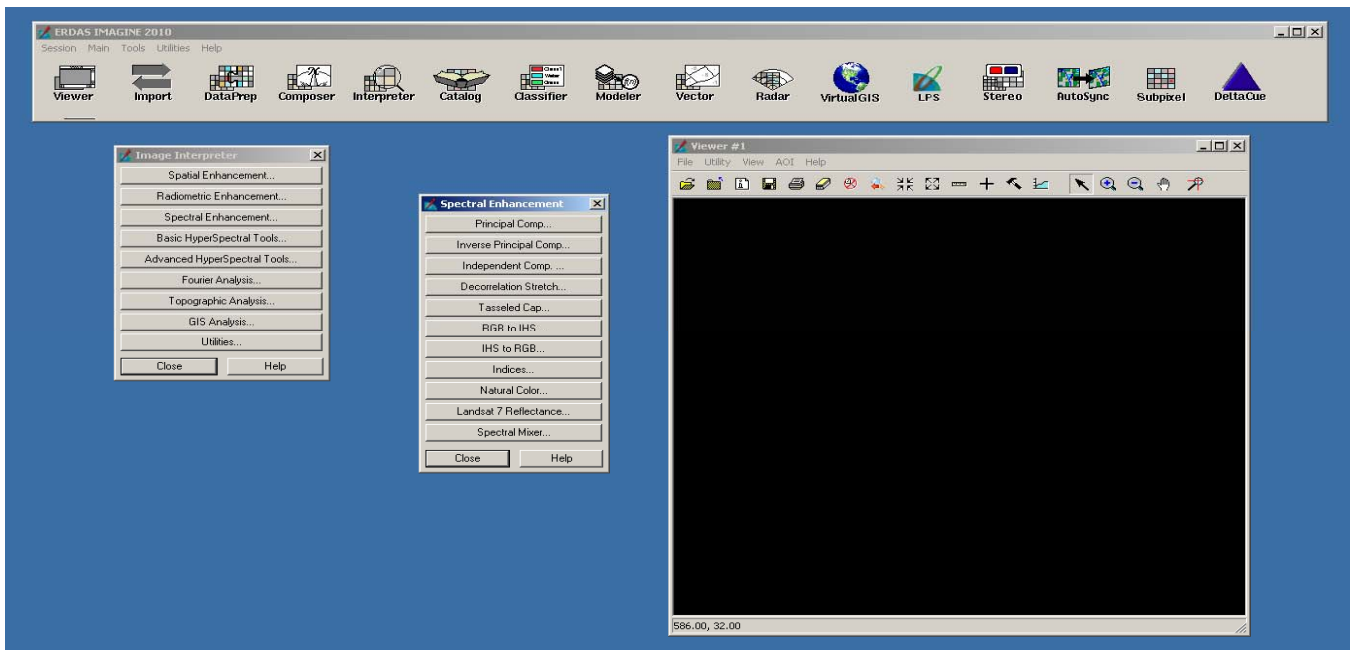 ERDAS IMAGINE 2010
Session Main Tools Utilities Help
Viewer Import DataPrep Composer Interpreter Catalog Classifier Modeler Vector Radar VirtualGIS LPS Stereo AutoSync Subpixel DeltaCue
Image Interpreter
Spatial Enhancement...
Radiometric Enhancement...
Spectral Enhancement...
Basic HyperSpectral Tools...
Advanced HyperSpectral Tools...
Fourier Analysis...
Topographic Analysis...
GIS Analysis...
Utilities...
Close Help
Spectral Enhancement
Principal Comp...
Inverse Principal Comp...
Independent Comp. ...
Decorrelation Stretch...
Tasseled Cap...
RGB to IHS
IHS to RGB...
Indices...
Natural Color...
Landsat 7 Reflectance...
Spectral Mixer...
Close Help
Viewer #1
File Utility View AOI Help
586.00, 32.00